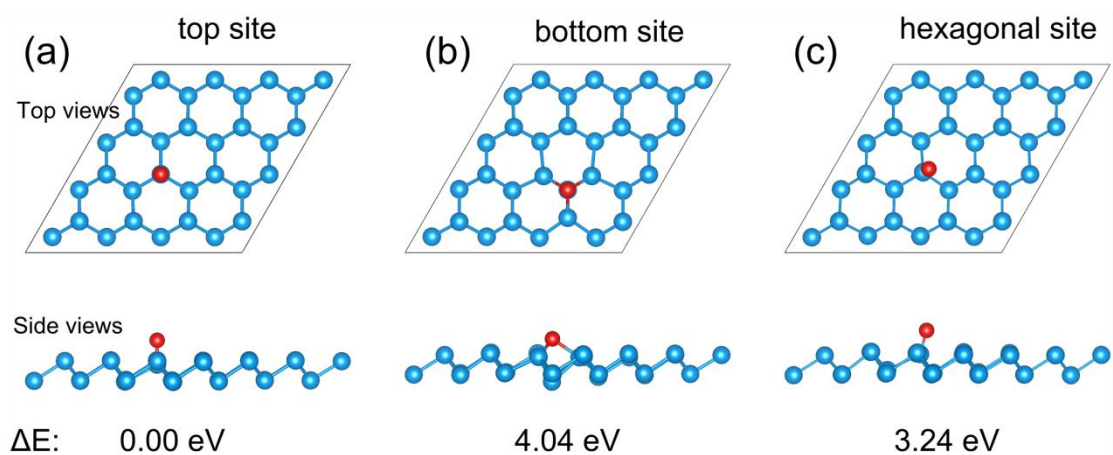 (a) top site
(b) bottom site
(c) hexagonal site
Top views
Side views
ΔE: 0.00 eV 4.04 eV 3.24 eV